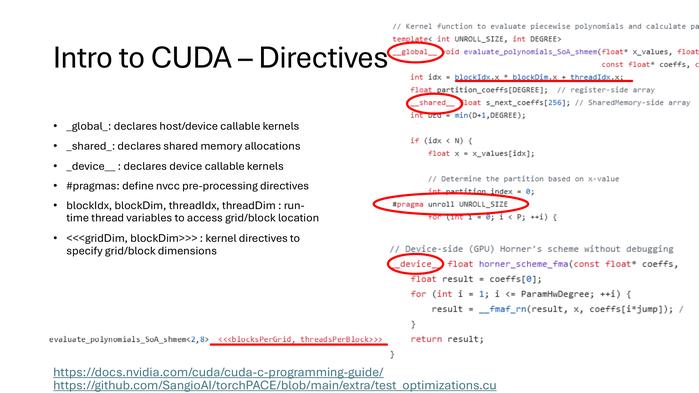 Intro to CUDA – Directives
• _global_: declares host/device callable kernels
• _shared_: declares shared memory allocations
• _device__ : declares device callable kernels
• #pragmas: define nvcc pre-processing directives
• blockIdx, blockDim, threadIdx, threadDim : run-
time thread variables to access grid/block location
• <<<gridDim, blockDim>>> : kernel directives to
specify grid/block dimensions
evaluate_polynomials_SoA_shmem<2,8> <<<blocksPerGrid, threadsPerBlock>>>
https://docs.nvidia.com/cuda/cuda-c-programming-guide/
https://github.com/SangioAI/torchPACE/blob/main/extra/test_optimizations.cu
// Kernel function to evaluate piecewise polynomials and calculate pa
template< int UNROLL_SIZE, int DEGREE>
__global__ void evaluate_polynomials_SoA_shmem(float* x_values, float
const float* coeffs, c
int idx = blockIdx.x * blockDim.x + threadIdx.x;
float partition_coeffs[DEGREE]; // register-side array
__shared__ float s_next_coeffs[256]; // SharedMemory-side array
int DEG = min(D+1,DEGREE);
if (idx < N) {
float x = x_values[idx];
// Determine the partition based on x-value
int partition_index = 0;
#pragma unroll UNROLL_SIZE
for (int i = 0; i < P; ++i) {
// Device-side (GPU) Horner's scheme without debugging
__device__ float horner_scheme_fma(const float* coeffs,
float result = coeffs[0];
for (int i = 1; i <= ParamHwDegree; ++i) {
result = __fmaf_rn(result, x, coeffs[i*jump]); /
}
return result;
}